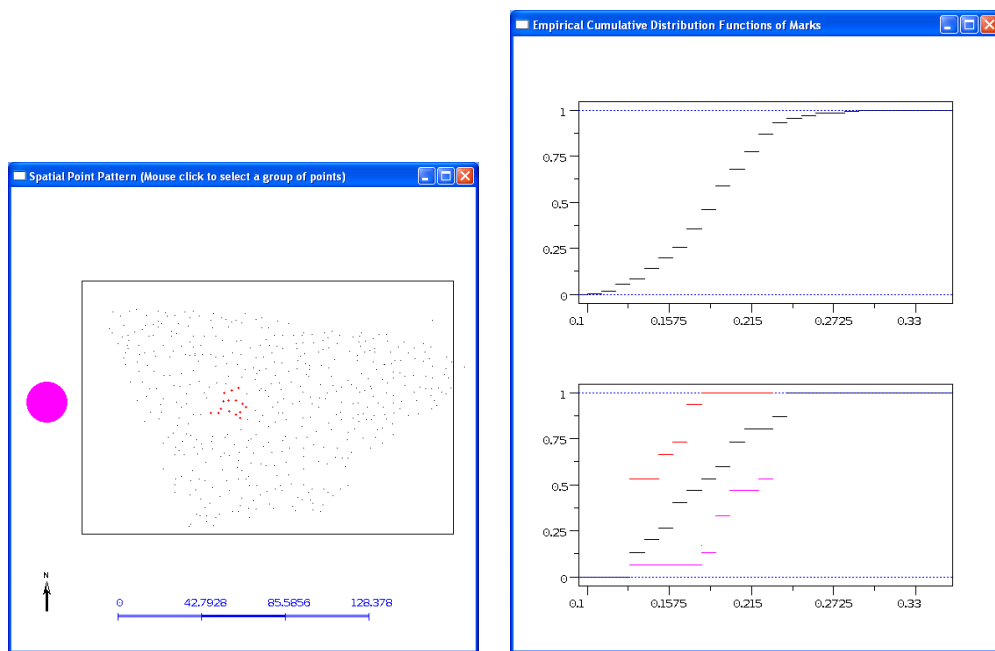 Empirical Cumulative Distribution Functions of Marks
1
0.75
0.5
0.25
0
0.1 0.1575 0.215 0.2725 0.33
Spatial Point Pattern (Mouse click to select a group of points)
N
0 42.7928 85.5856 128.378
1
0.75
0.5
0.25
0
0.1 0.1575 0.215 0.2725 0.33